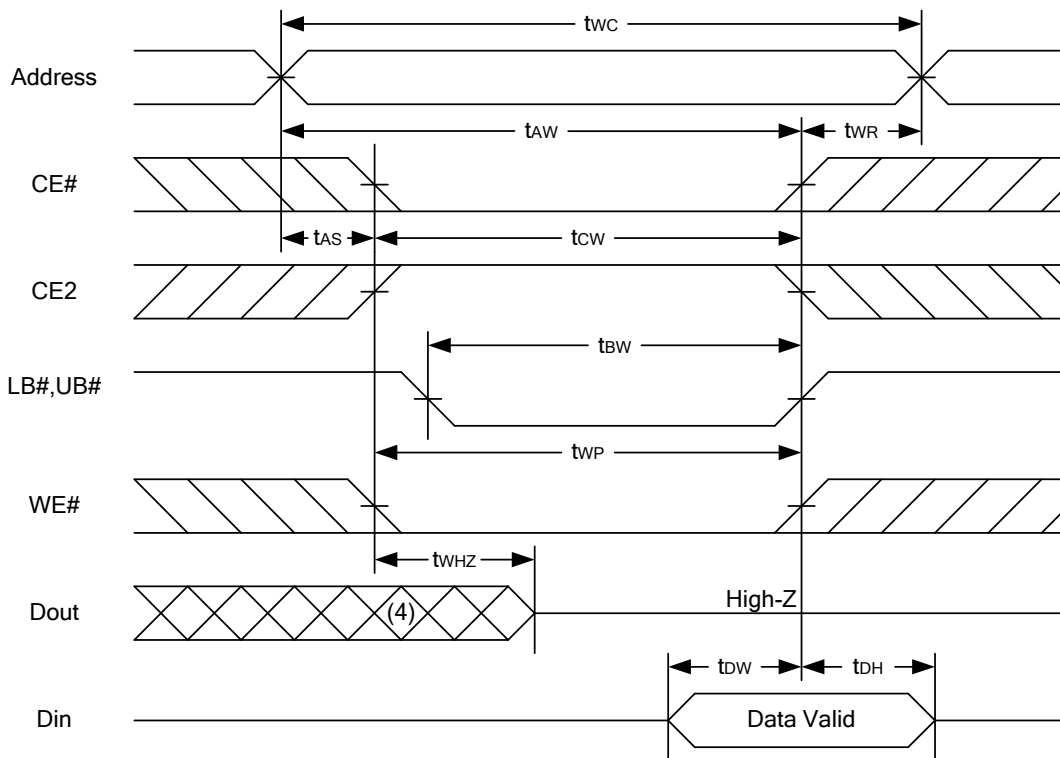 tWC
Address
tAW
tWR
CE#
tAS
tCW
CE2
tBW
LB#,UB#
tWP
WE#
tWHZ
Dout
(4)
High-Z
tDW
tDH
Din
Data Valid